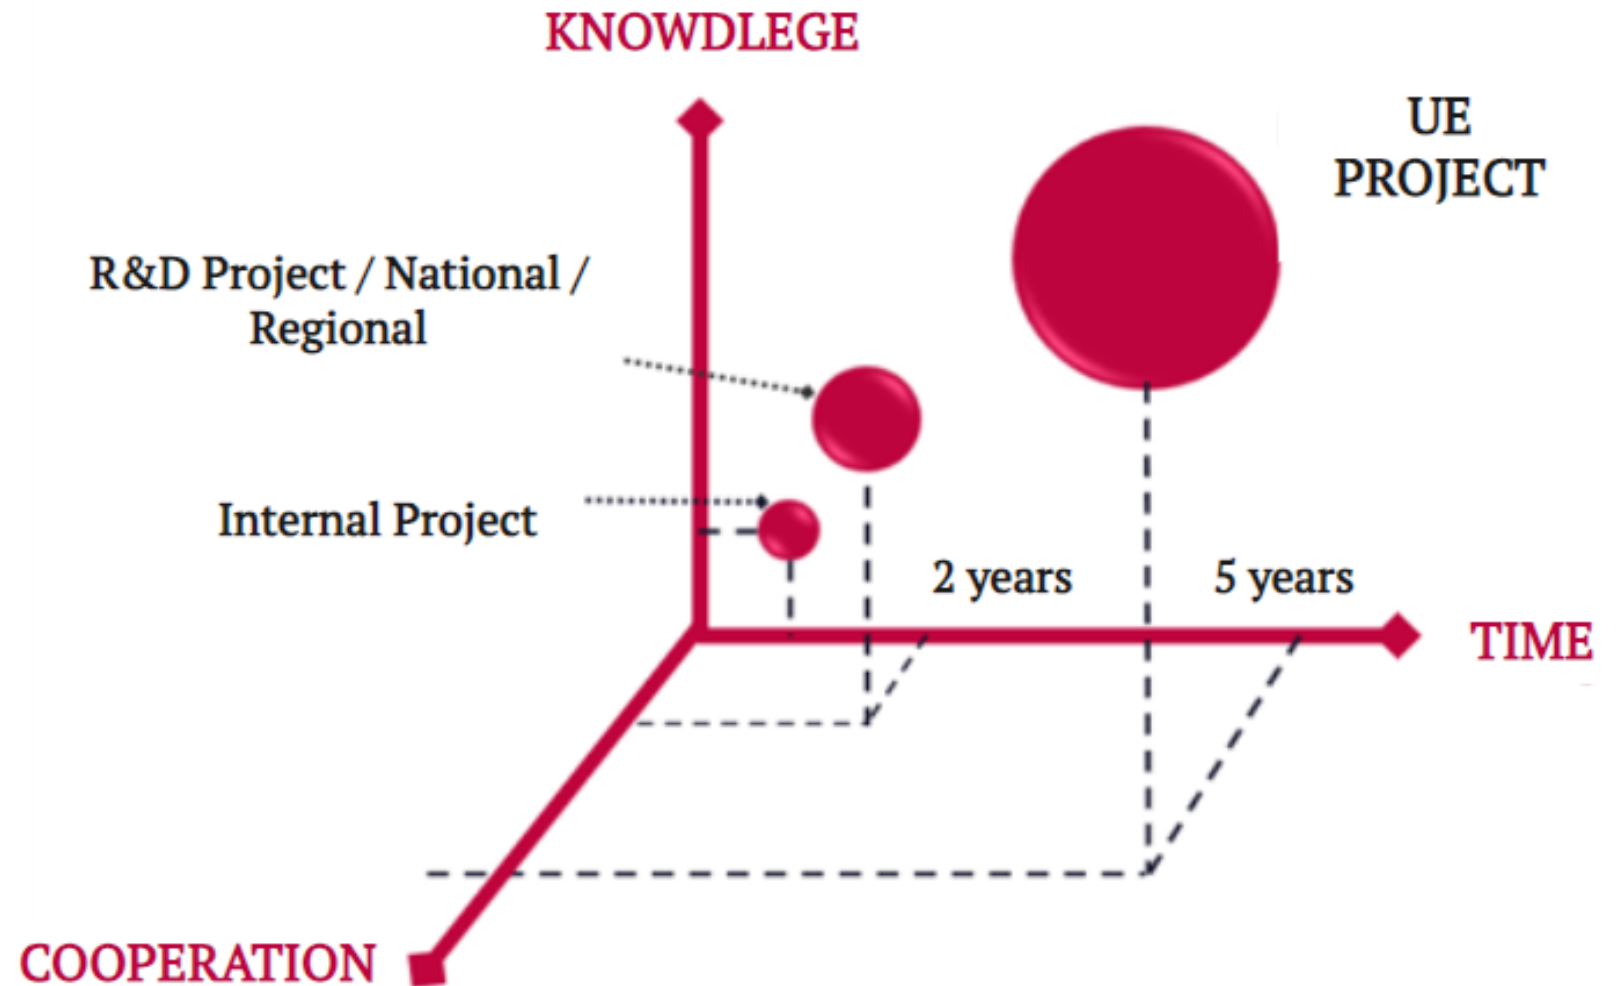 KNOWDLEGE
UE
PROJECT
R&D Project / National /
Regional
Internal Project
2 years
5 years
TIME
COOPERATION